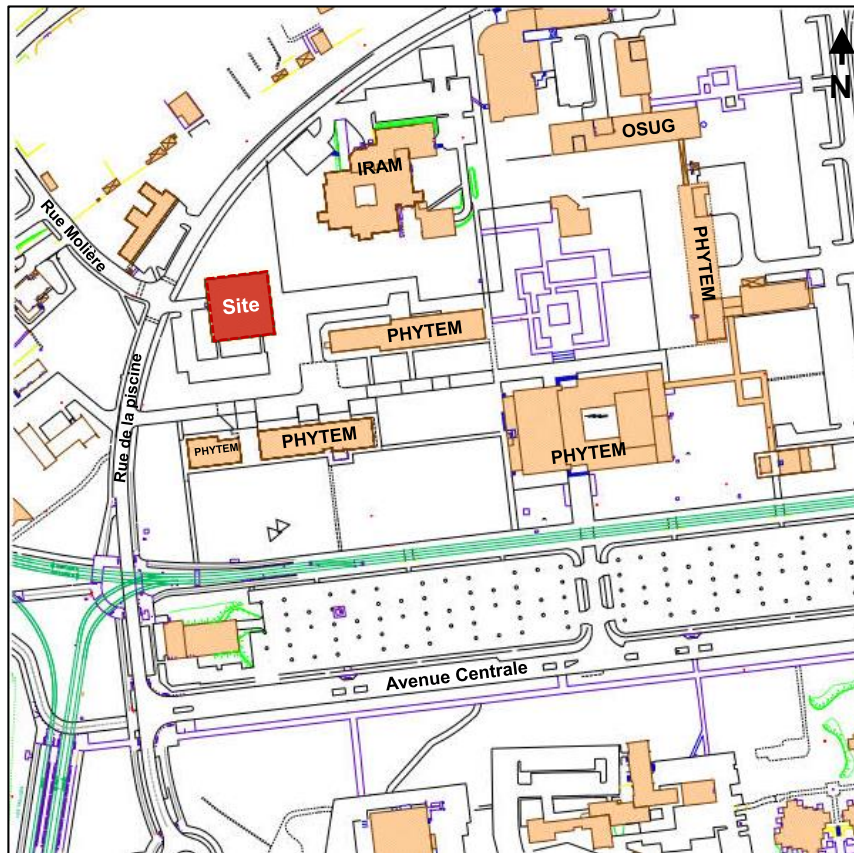 N
OSUG
IRAM
Rue Molière
PHYTEM
Site
PHYTEM
Rue de la piscine
PHYTEM
PHYTEM
PHYTEM
Avenue Centrale